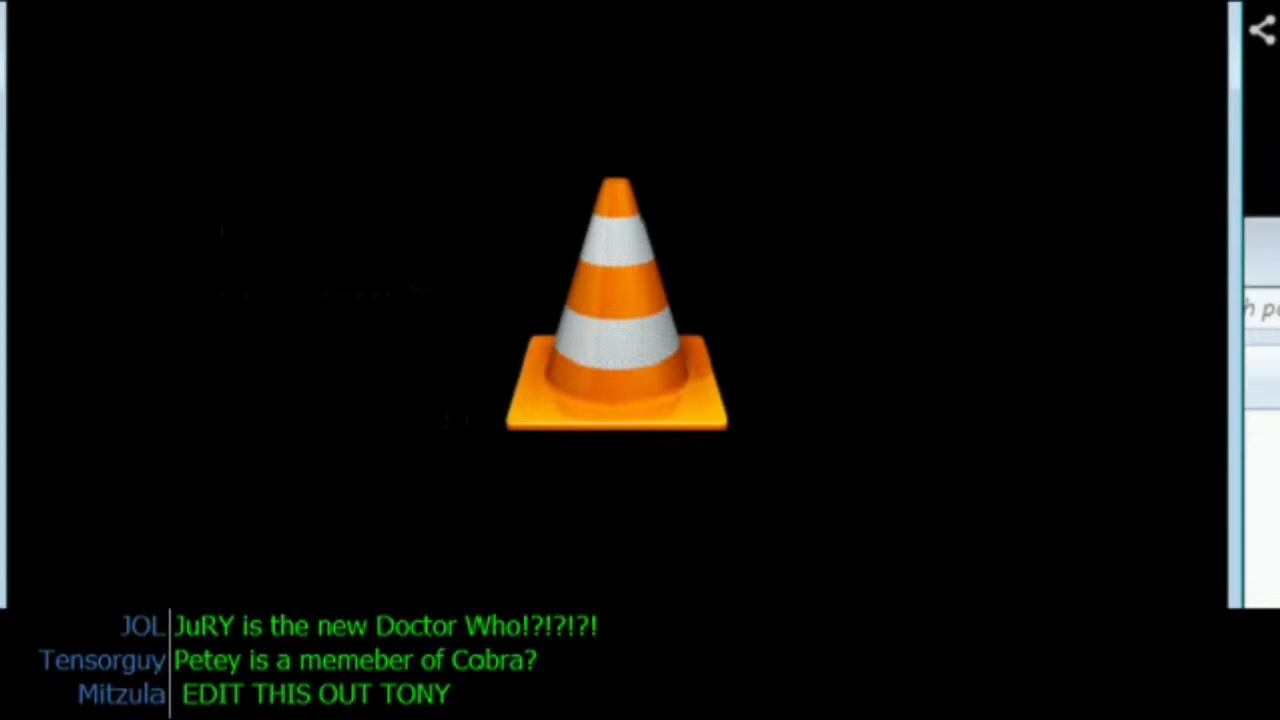 JOL JuRY is the new Doctor Who!?!?!?!
Tensorguy Petey is a memeber of Cobra?
Mitzula EDIT THIS OUT TONY